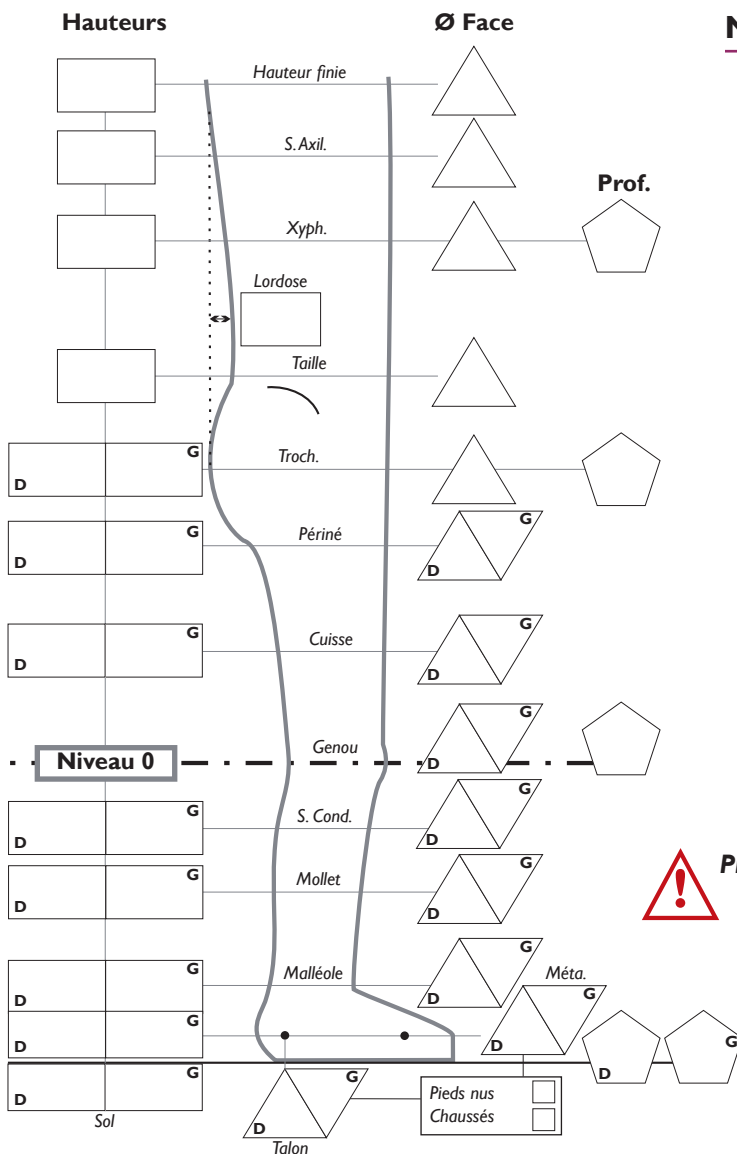 Hauteurs Ø Face
Hauteur finie
S. Axil.
Prof.
Xyph.
Lordose
Taille
G
Troch.
D
G Périné G
D D
G G
Cuisse
D D
G
Niveau 0 Genou
D
G S. Cond. G
D D
G Mollet G
D D
G Malléole G Méta.
D D
G G
D D D G
G G Pieds nus
D D Chaussés
Sol Talon